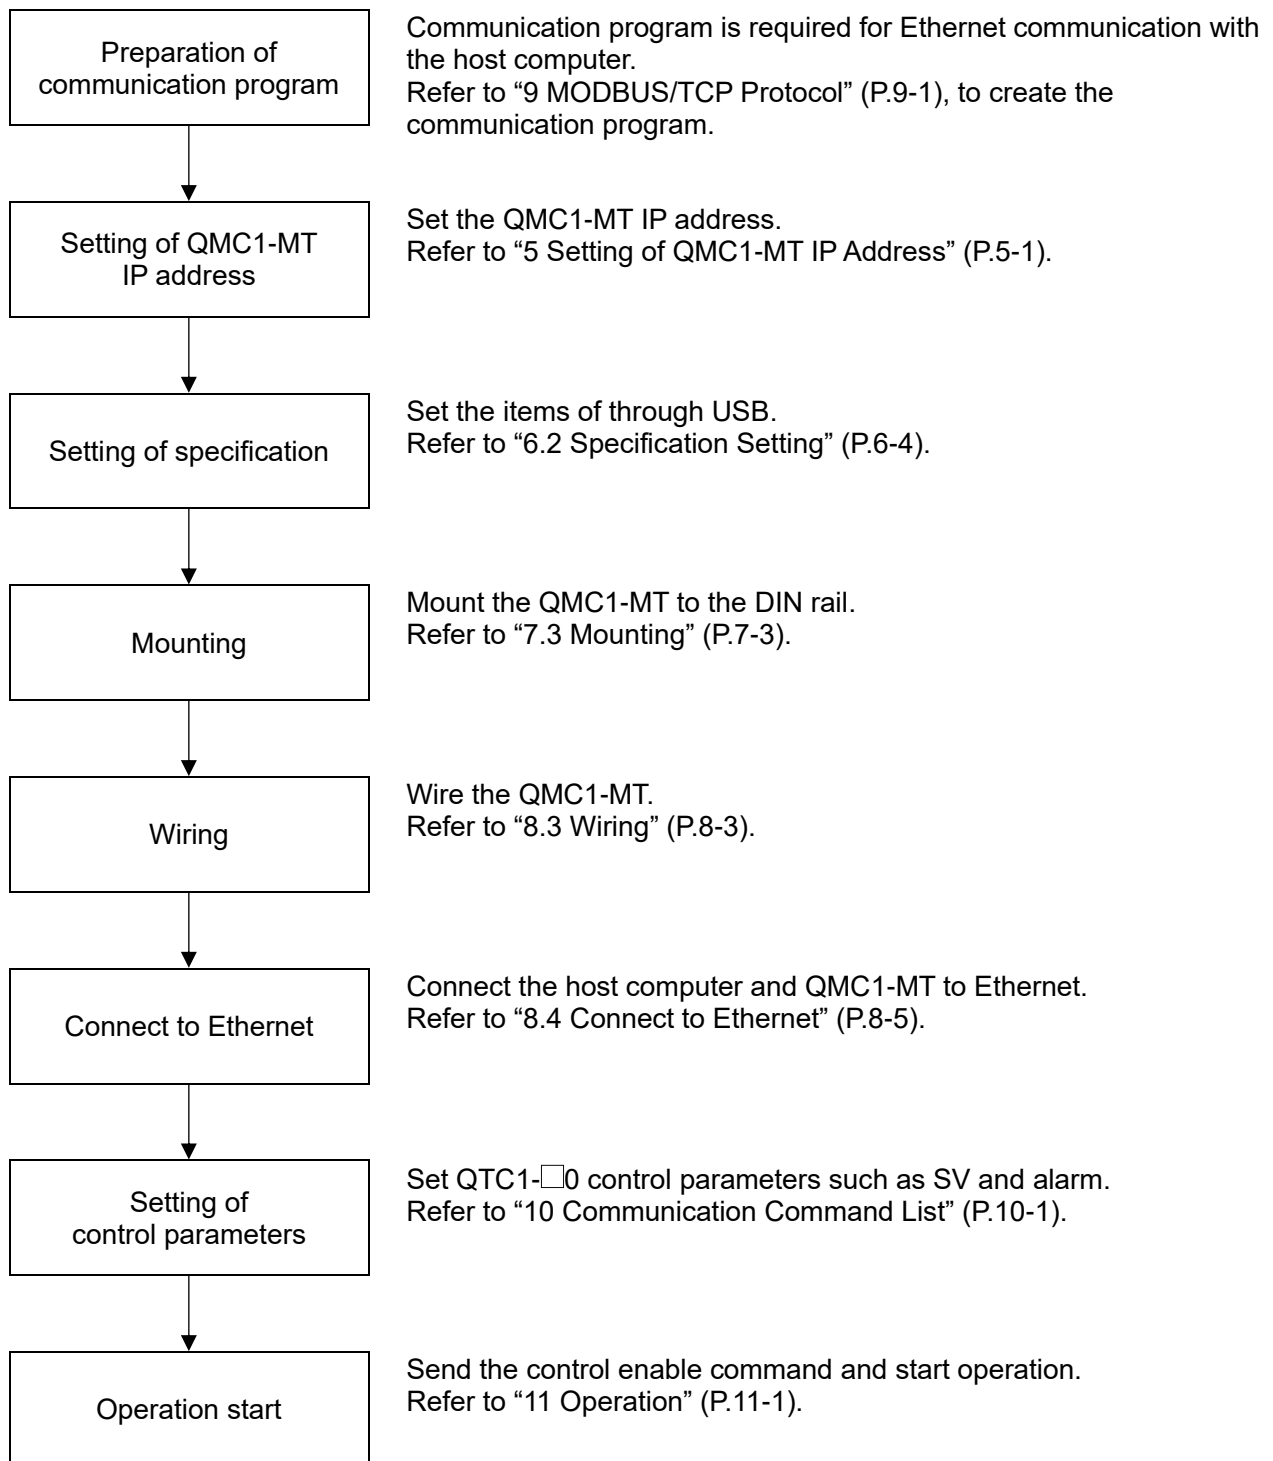 Preparation of
communication program
Communication program is required for Ethernet communication with
the host computer.
Refer to “9 MODBUS/TCP Protocol” (P.9-1), to create the
communication program.
Setting of QMC1-MT
IP address
Set the QMC1-MT IP address.
Refer to “5 Setting of QMC1-MT IP Address” (P.5-1).
Setting of specification
Set the items of through USB.
Refer to “6.2 Specification Setting” (P.6-4).
Mounting
Mount the QMC1-MT to the DIN rail.
Refer to “7.3 Mounting” (P.7-3).
Wiring
Wire the QMC1-MT.
Refer to “8.3 Wiring” (P.8-3).
Connect to Ethernet
Connect the host computer and QMC1-MT to Ethernet.
Refer to “8.4 Connect to Ethernet” (P.8-5).
Setting of
control parameters
Set QTC1-□0 control parameters such as SV and alarm.
Refer to “10 Communication Command List” (P.10-1).
Operation start
Send the control enable command and start operation.
Refer to “11 Operation” (P.11-1).